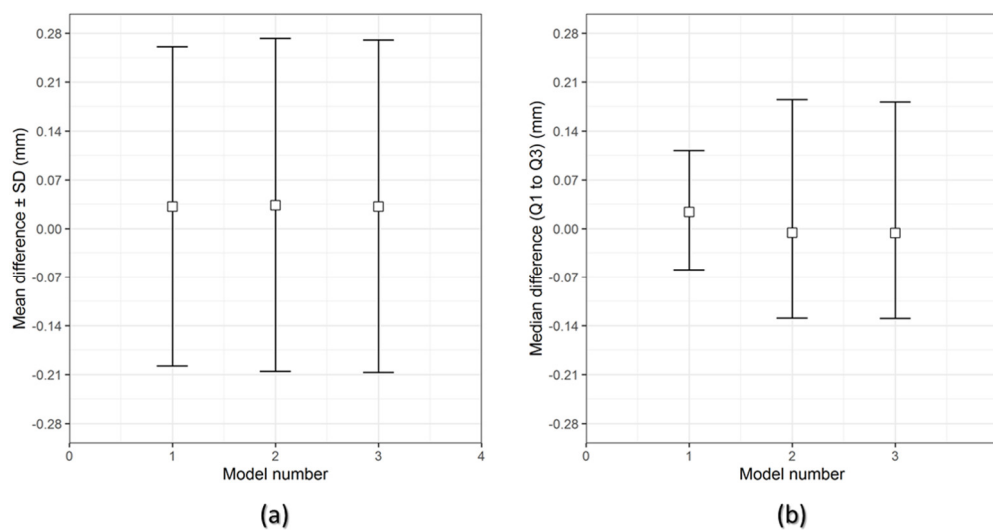 Mean difference ± SD (mm)
0.28
0.21
0.14
0.07
0.00
-0.07
-0.14
-0.21
-0.28
0 1 2 3 4
Model number
(a)
Median difference (Q1 to Q3) (mm)
0.28
0.21
0.14
0.07
0.00
-0.07
-0.14
-0.21
-0.28
0 1 2 3
Model number
(b)